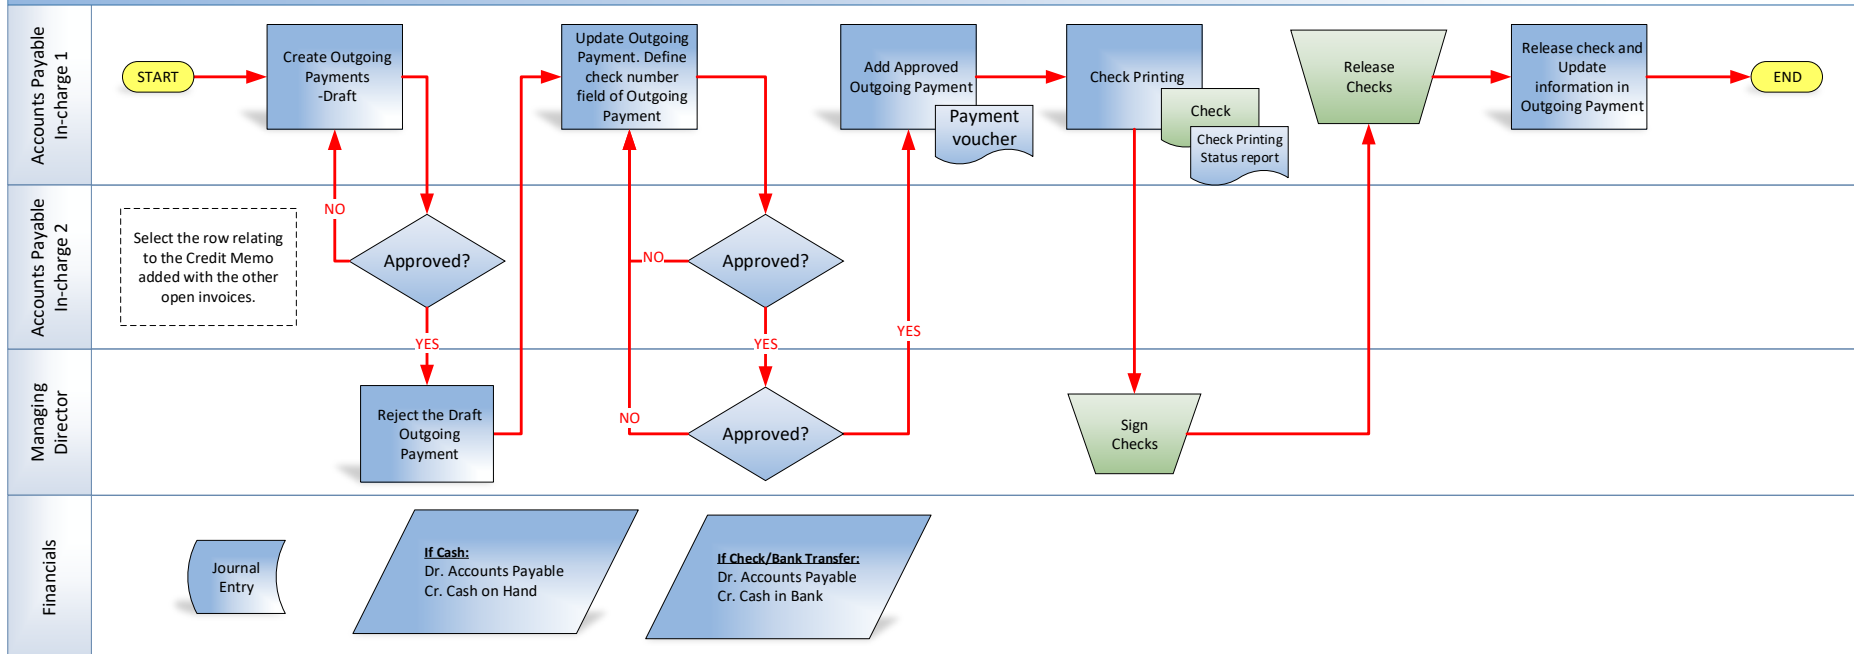 Accounts Payable
In-charge 1
START
Create Outgoing
Payments
-Draft
Update Outgoing
Payment. Define
check number
field of Outgoing
Payment
Add Approved
Outgoing Payment
Payment
voucher
Check Printing
Check
Check Printing
Status report
Release
Checks
Release check and
Update
information in
Outgoing Payment
END
Accounts Payable
In-charge 2
Select the row relating
to the Credit Memo
added with the other
open invoices.
NO
Approved?
YES
NO
Approved?
YES
YES
Managing
Director
Reject the Draft
Outgoing
Payment
NO
Approved?
Sign
Checks
Financials
Journal
Entry
If Cash:
Dr. Accounts Payable
Cr. Cash on Hand
If Check/Bank Transfer:
Dr. Accounts Payable
Cr. Cash in Bank